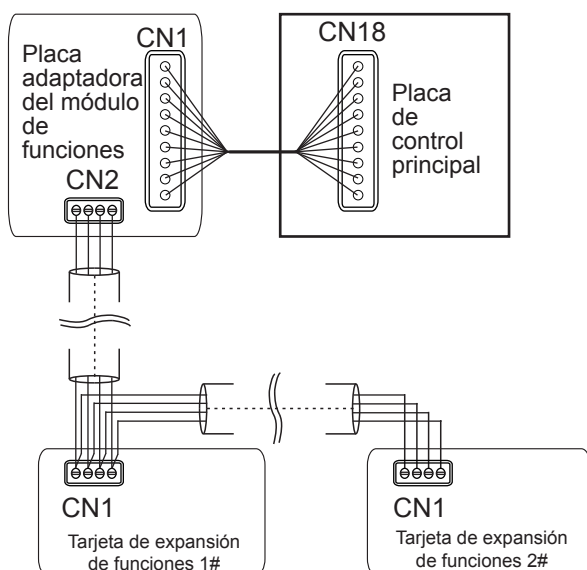 CN1
Placa
adaptadora
del módulo
de
funciones
CN2
CN18
Placa
de
control
principal
CN1
Tarjeta de expansión
de funciones 1#
CN1
Tarjeta de expansión
de funciones 2#